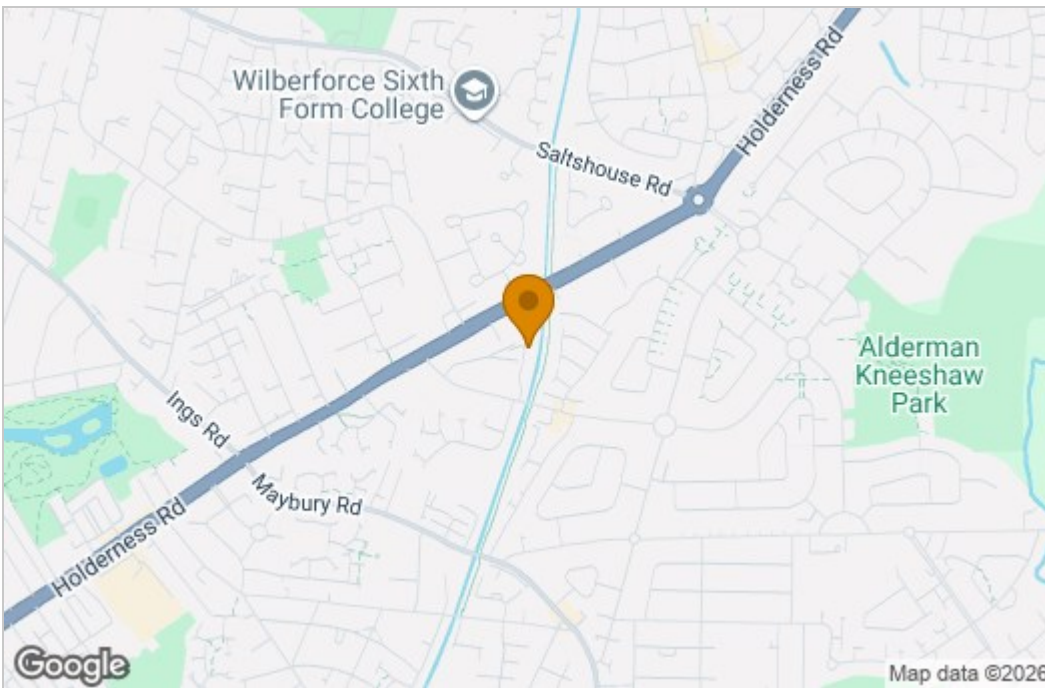 Wilberforce Sixth
Form College
Holderness Rd
Saltshouse Rd
Alderman
Kneeshaw
Park
Ings Rd
Maybury Rd
Holderness Rd
Google
Map data ©2026